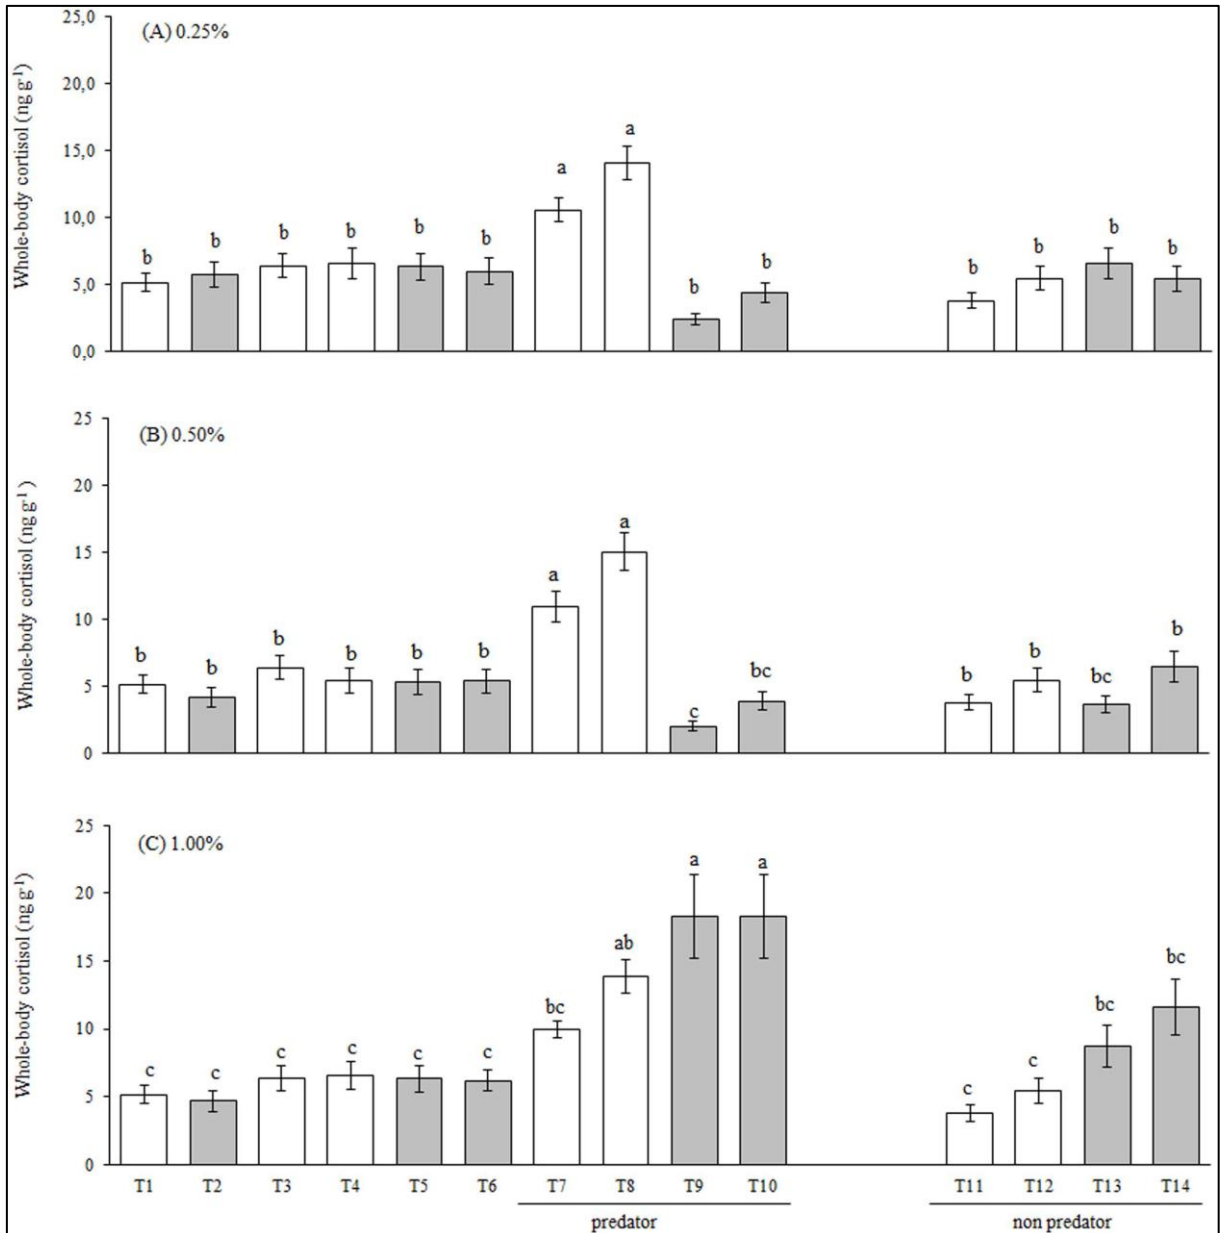 (A) 0.25%
Whole-body cortisol (ng g-1)
25,0
20,0
15,0
10,0
5,0
0,0
b b b b b b a a b b b b b b
(B) 0.50%
Whole-body cortisol (ng g-1)
25
20
15
10
5
0
b b b b b b a a c bc b b bc b
(C) 1.00%
Whole-body cortisol (ng g-1)
25
20
15
10
5
0
c c c c c c bc ab a a c c bc bc
T1 T2 T3 T4 T5 T6 T7 T8 T9 T10 T11 T12 T13 T14
predator non predator